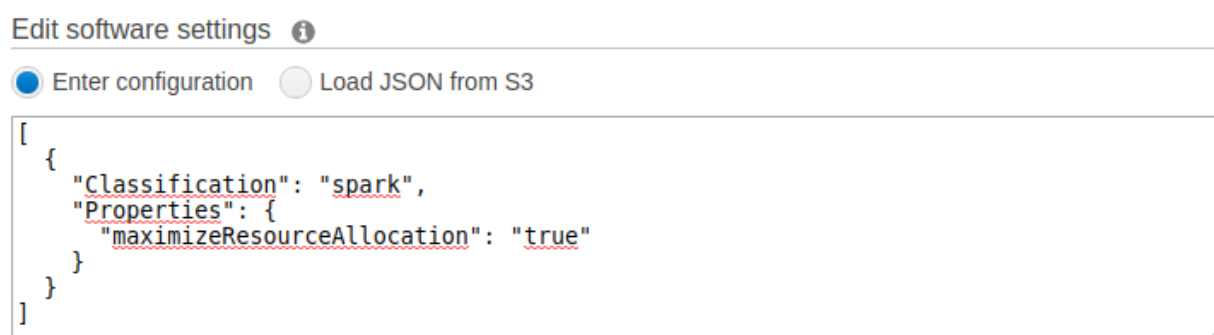 Edit software settings
Enter configuration Load JSON from S3
[
  {
    "Classification": "spark",
    "Properties": {
      "maximizeResourceAllocation": "true"
    }
  }
]